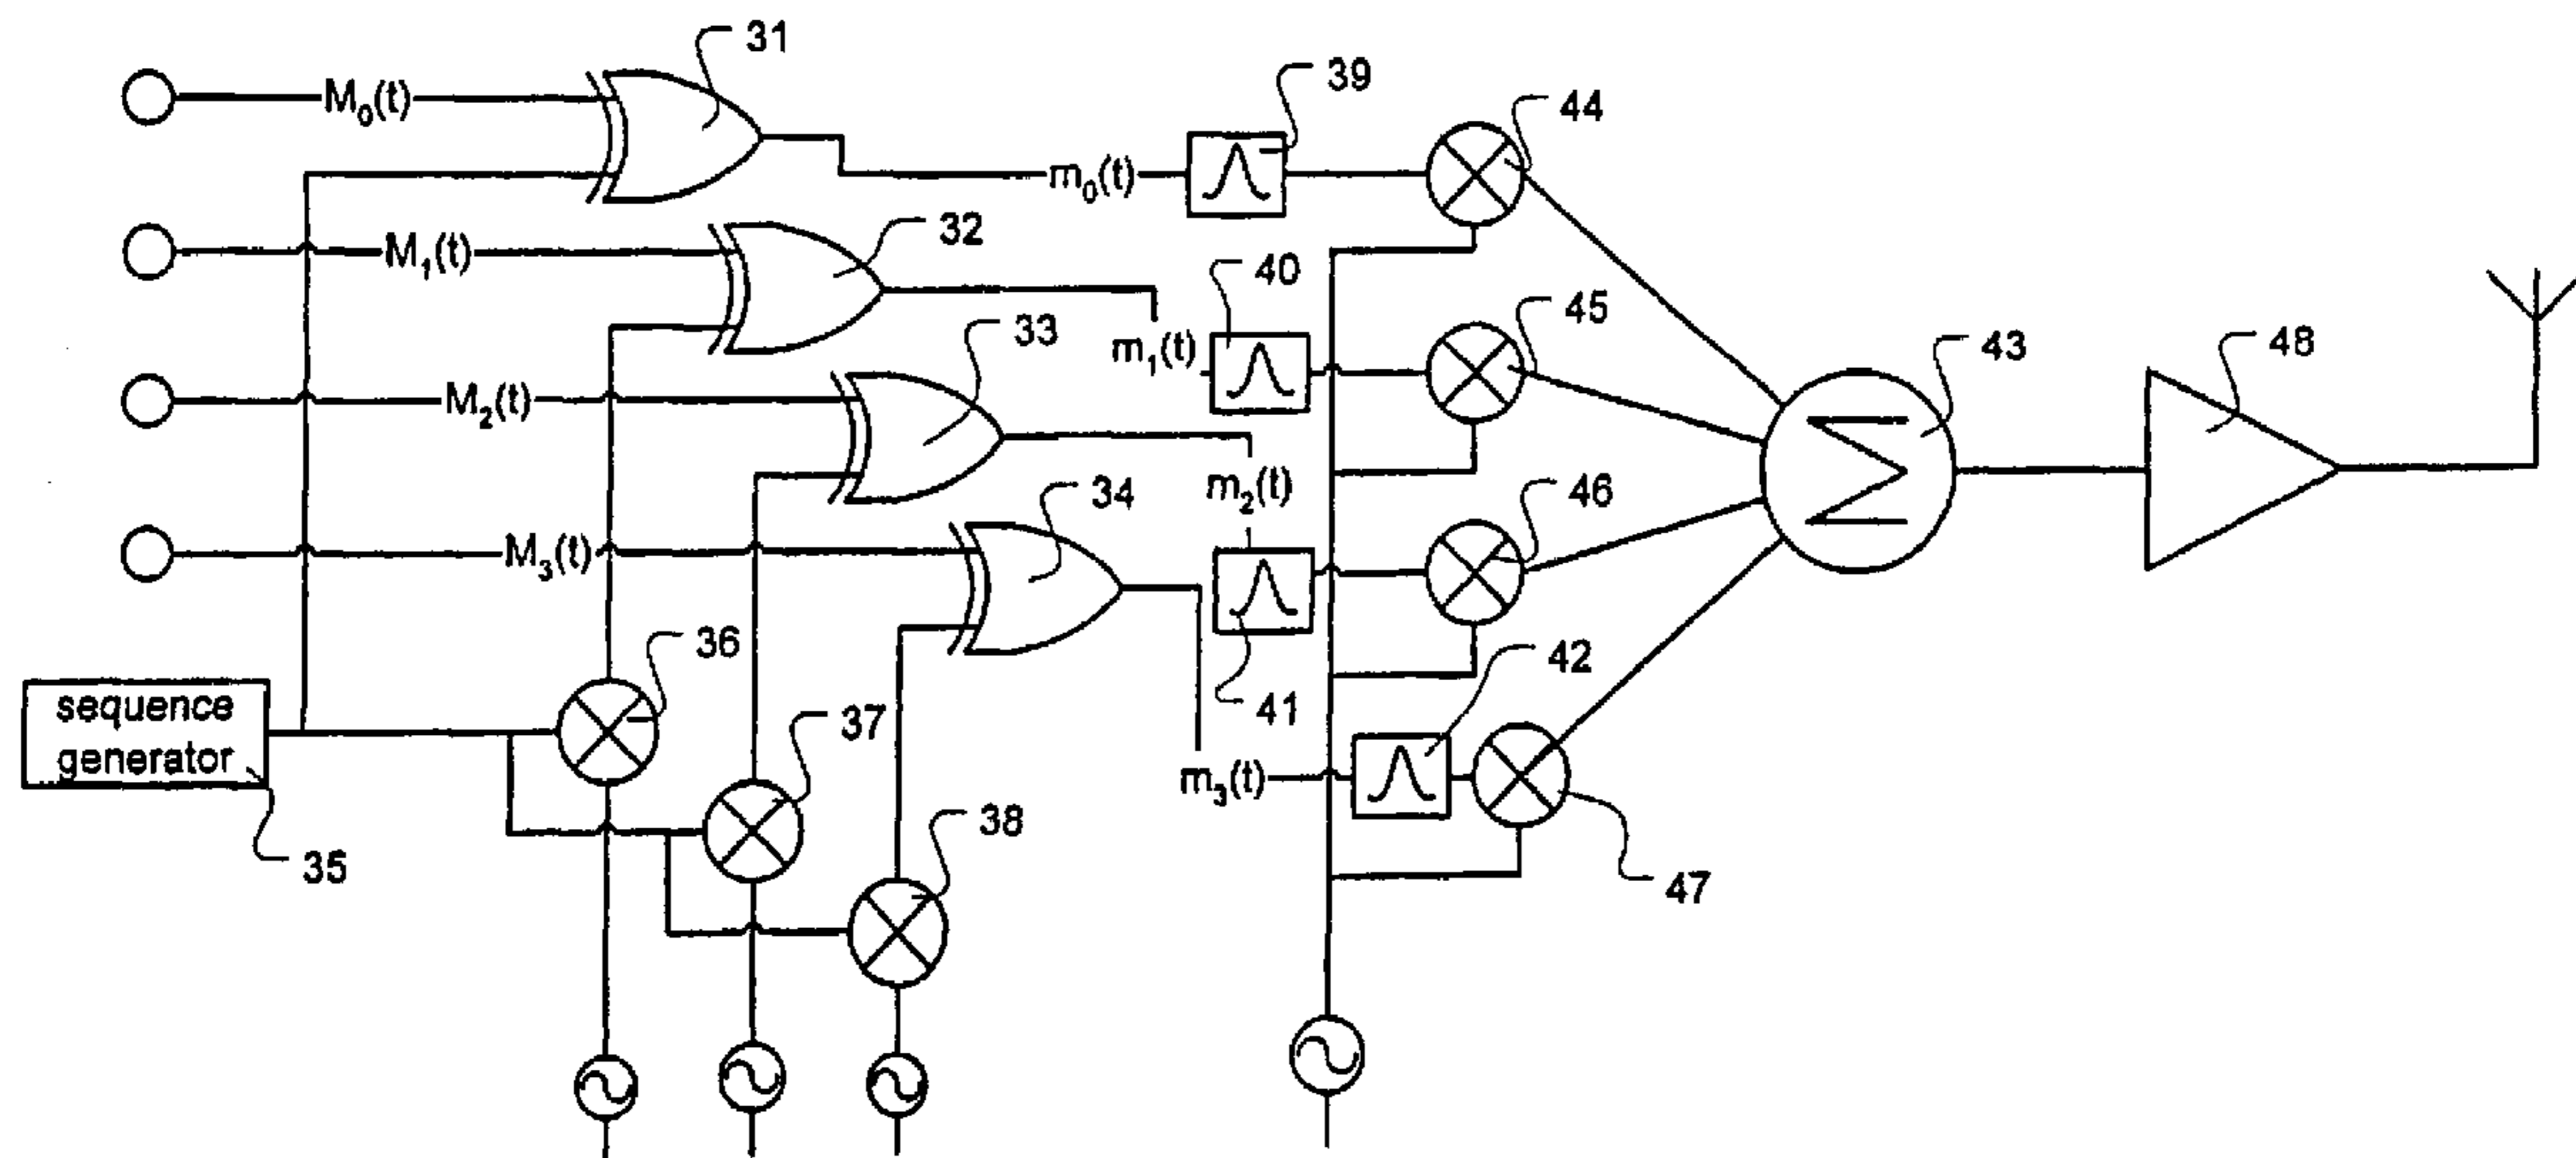 31
M₀(t)
39
44
m₀(t)
32
M₁(t)
40
45
33
m₁(t)
43
48
M₂(t)
34
m₂(t)
46
M₃(t)
36
42
41
sequence
generator
37
m₃(t)
38
35
47